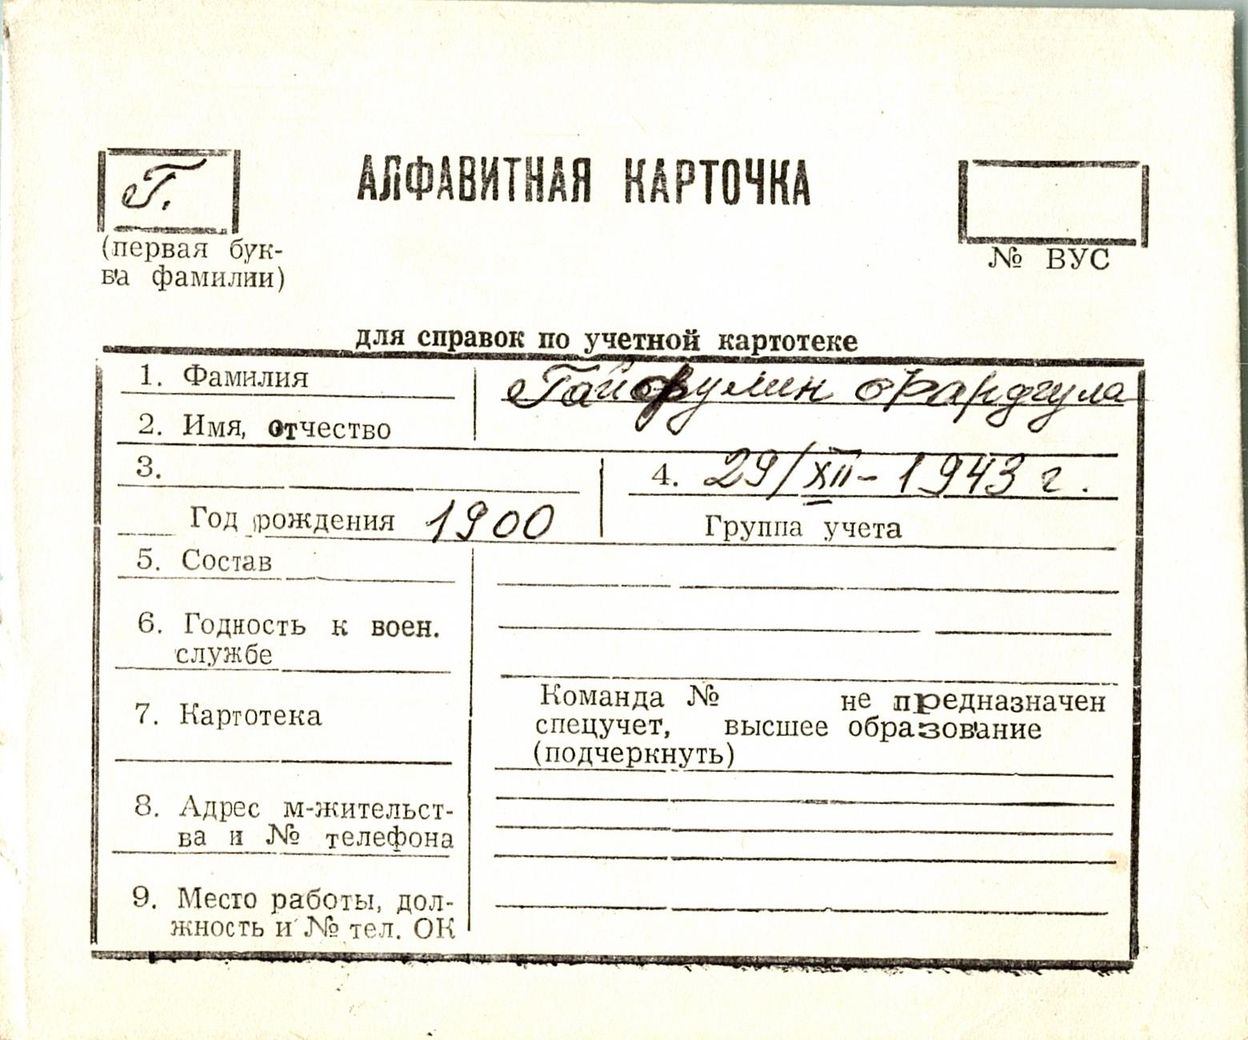 Г.
АЛФАВИТНАЯ КАРТОЧКА
(первая бук-
ва фамилии)
№ ВУС
для справок по учетной картотеке
1. Фамилия
Гайфулин Фардгула
2. Имя, отчество
3.
4. 29/XII-1943 г.
Год рождения 1900
Группа учета
5. Состав
6. Годность к воен.
службе
7. Картотека
Команда № не предназначен
спецучет, высшее образование
(подчеркнуть)
8. Адрес м-жительст-
ва и № телефона
9. Место работы, дол-
жность и № тел. ОК